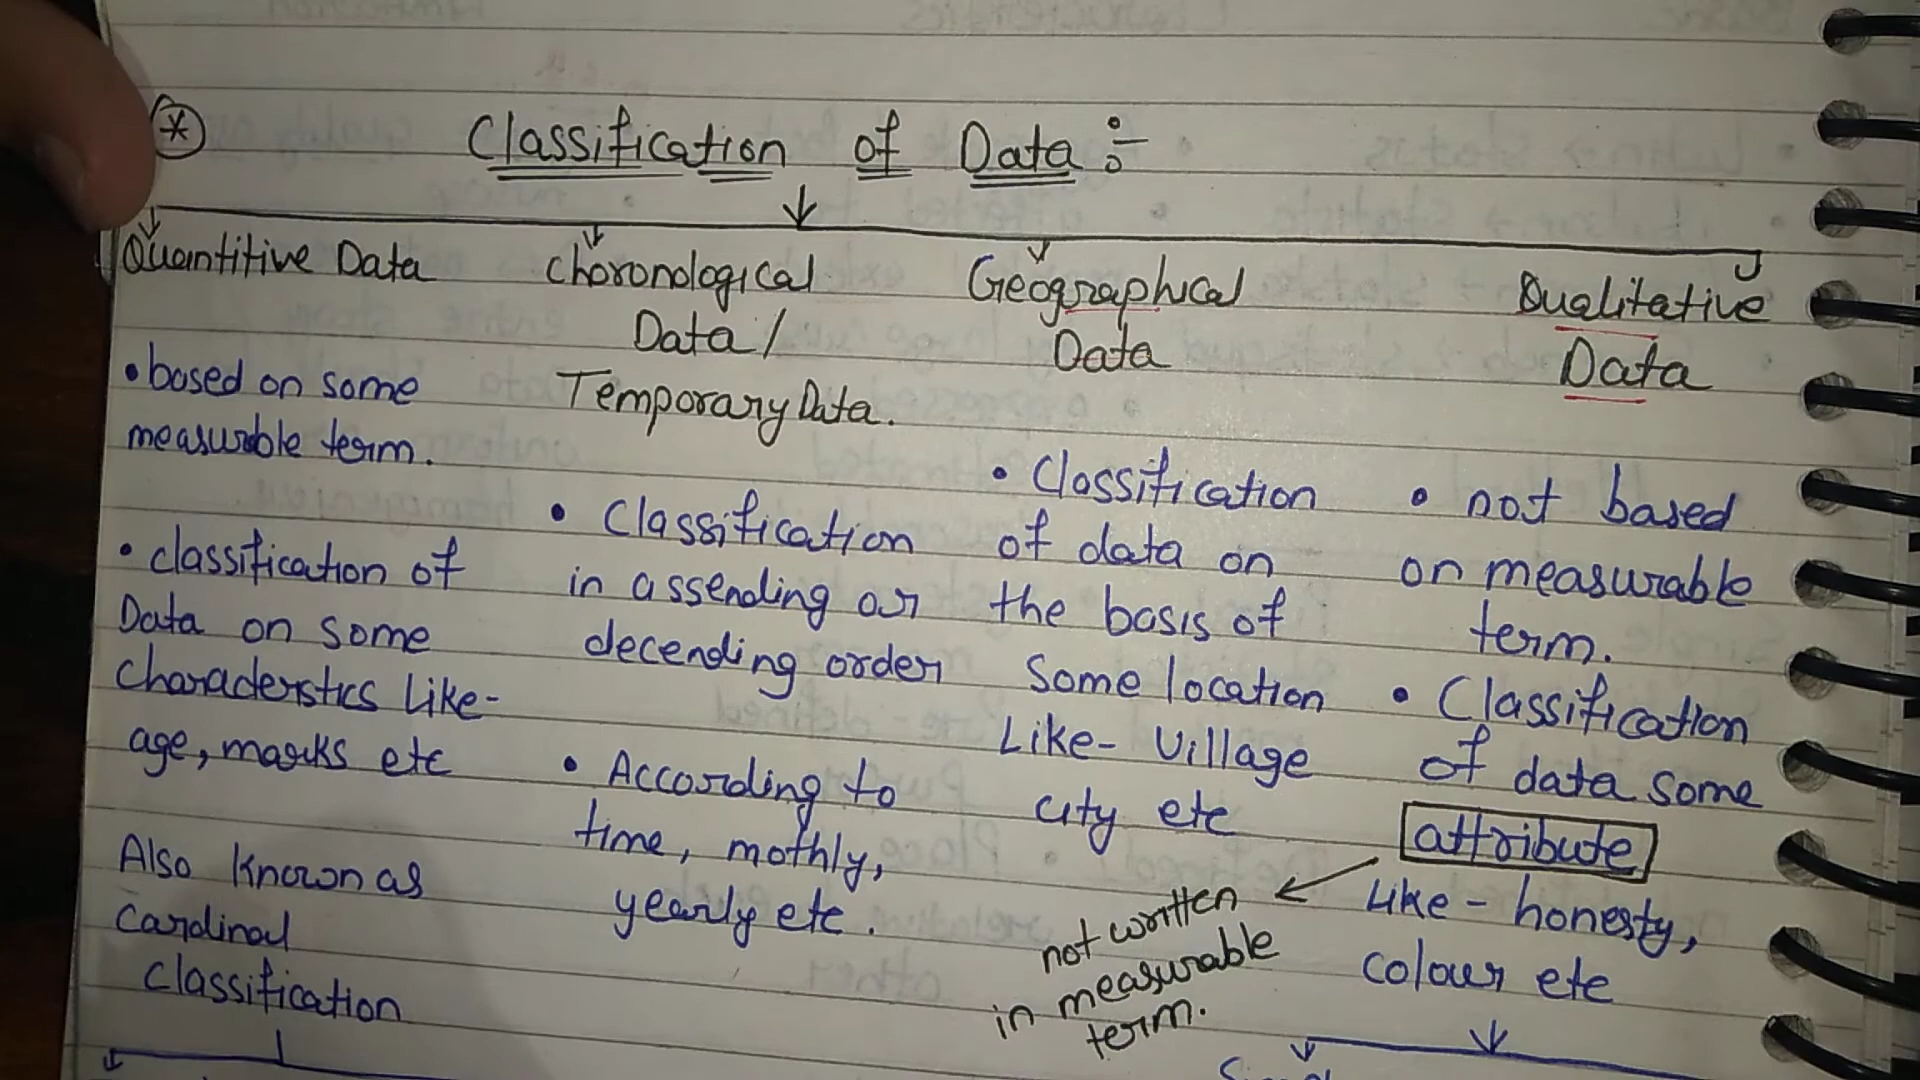 Classification of Data ÷
Quantitive Data
• based on some
measurable term.
• classification of
Data on some
Characterstics Like-
age, marks etc
Also Known as
Cardinal
Classification
Choronological
Data /
Temporary Data.
• Classification
in assending or
decending order
• According to
time, mothly,
yearly etc.
Geographical
Data
• Classification
of data on
the basis of
Some location
Like- Village
city etc
Qualitative
Data
• not based
on measurable
term.
• Classification
of data some
attribute
Like - honesty,
colour etc
not written
in measurable
term.